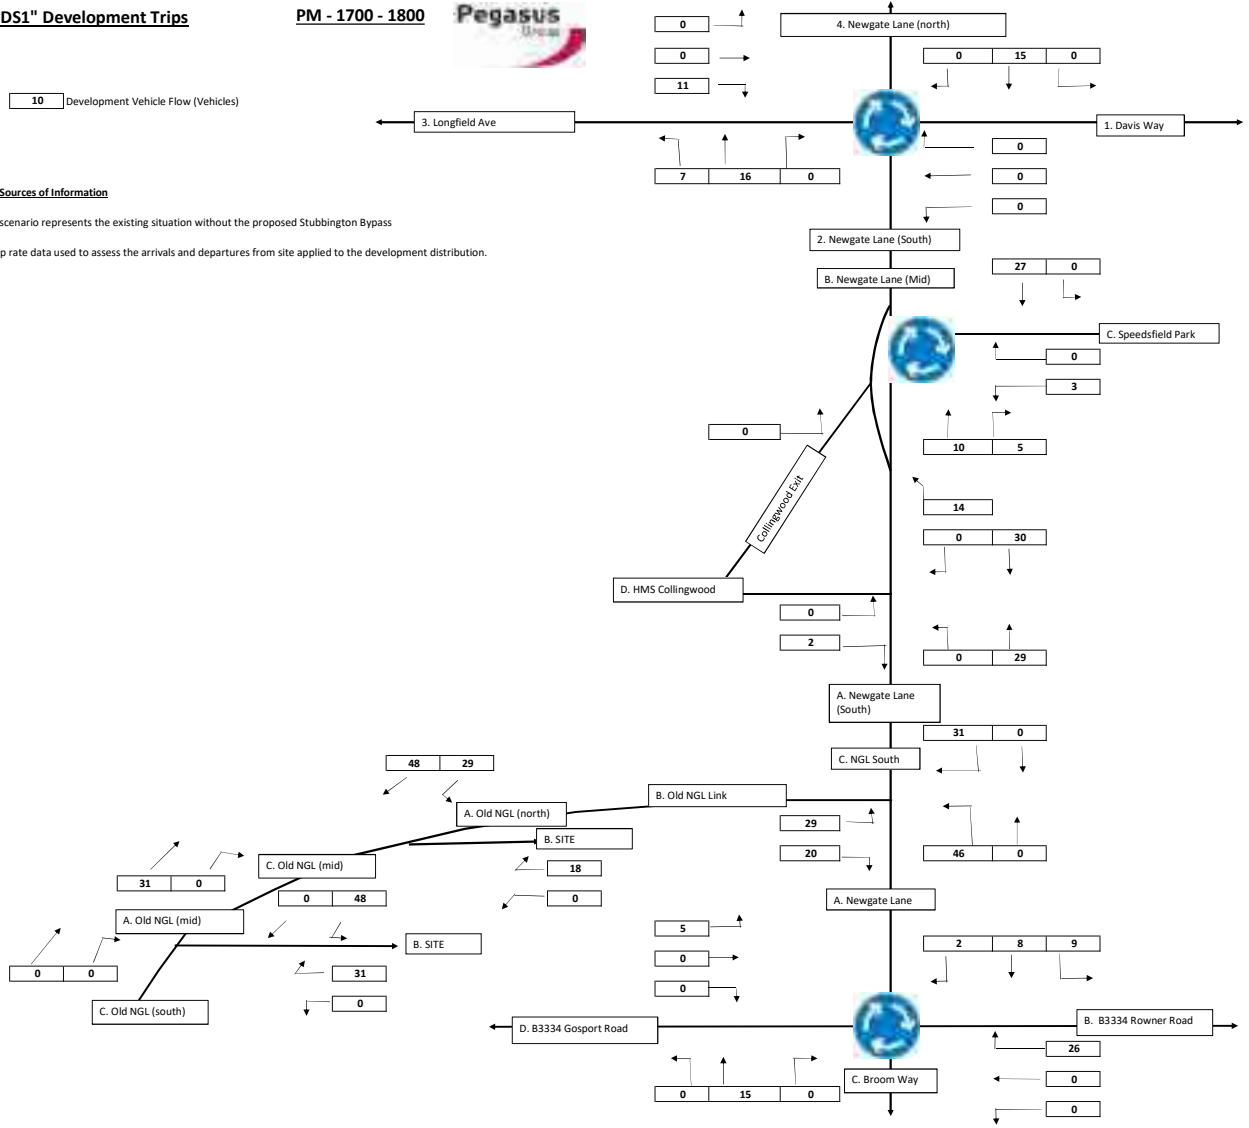 DS1" Development Trips
PM - 1700 - 1800
Pegasus
Group
10 Development Vehicle Flow (Vehicles)
Sources of Information
scenario represents the existing situation without the proposed Stubbington Bypass
p rate data used to assess the arrivals and departures from site applied to the development distribution.
0
4. Newgate Lane (north)
0
0 15 0
11
3. Longfield Ave
1. Davis Way
0
7 16 0
0
0
2. Newgate Lane (South)
B. Newgate Lane (Mid)
27 0
C. Speedsfield Park
0
3
0
10 5
Collingwood Exit
14
0 30
D. HMS Collingwood
0
2
0 29
A. Newgate Lane
(South)
31 0
C. NGL South
48 29
B. Old NGL Link
A. Old NGL (north)
29
B. SITE
20
46 0
C. Old NGL (mid)
18
31 0
0 48
0
A. Newgate Lane
A. Old NGL (mid)
5
B. SITE
2 8 9
0
0 0
31
0
0
C. Old NGL (south)
D. B3334 Gosport Road
B. B3334 Rowner Road
26
C. Broom Way
0
0 15 0
0